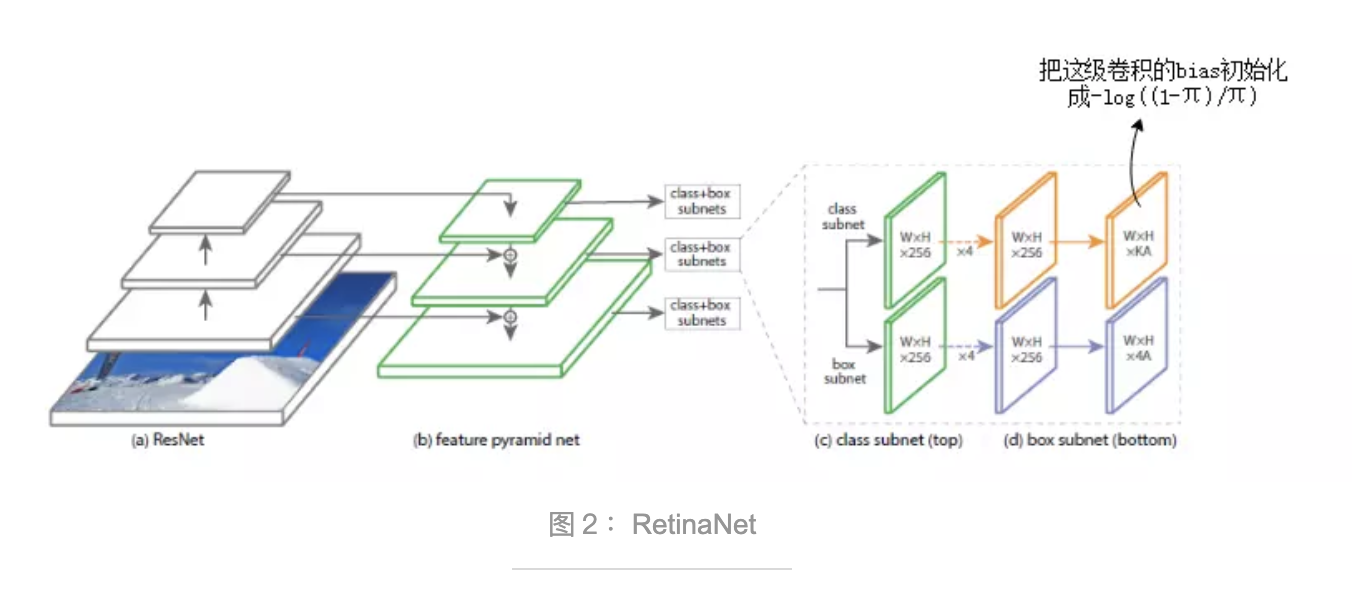 把这级卷积的bias初始化
成-log((1-π)/π)
class+box
subnets
class+box
subnets
class+box
subnets
class
subnet
W×H
×256
×4
W×H
×256
W×H
×KA
box
subnet
W×H
×256
×4
W×H
×256
W×H
×4A
(a) ResNet
(b) feature pyramid net
(c) class subnet (top)
(d) box subnet (bottom)
图 2： RetinaNet